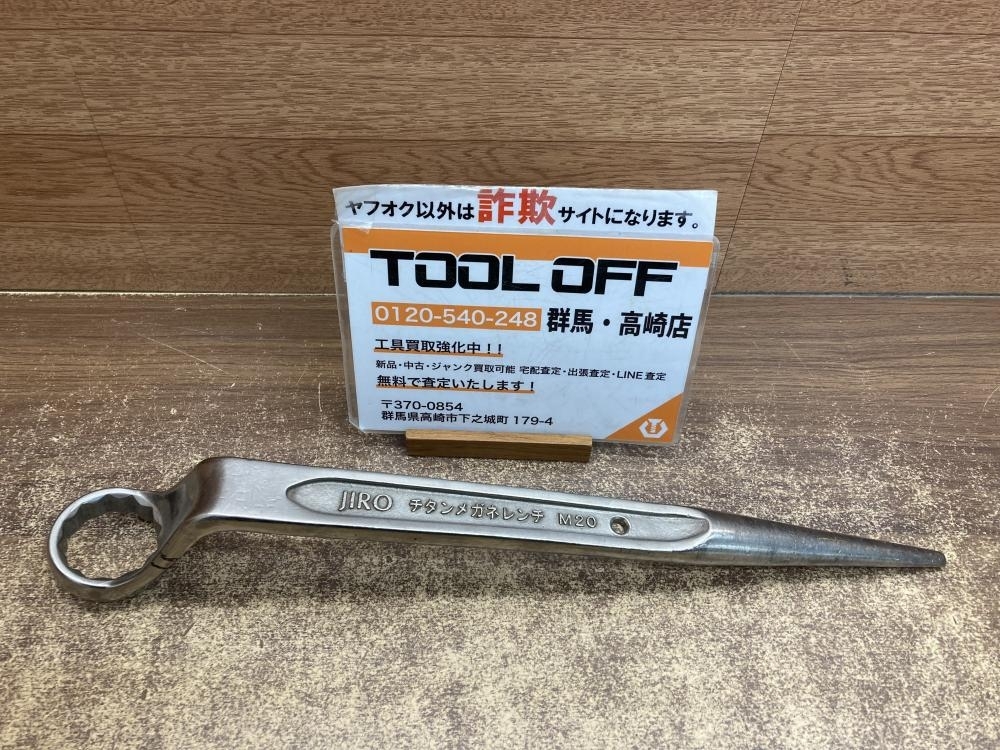 ヤフオク以外は詐欺サイトになります。
TOOL OFF
0120-540-248 群馬・高崎店
工具買取強化中!!
新品・中古・ジャンク買取可能 宅配査定・出張査定・LINE査定
無料で査定いたします!
〒370-0854
群馬県高崎市下之城町 179-4
JIRO チタンメガネレンチ M20